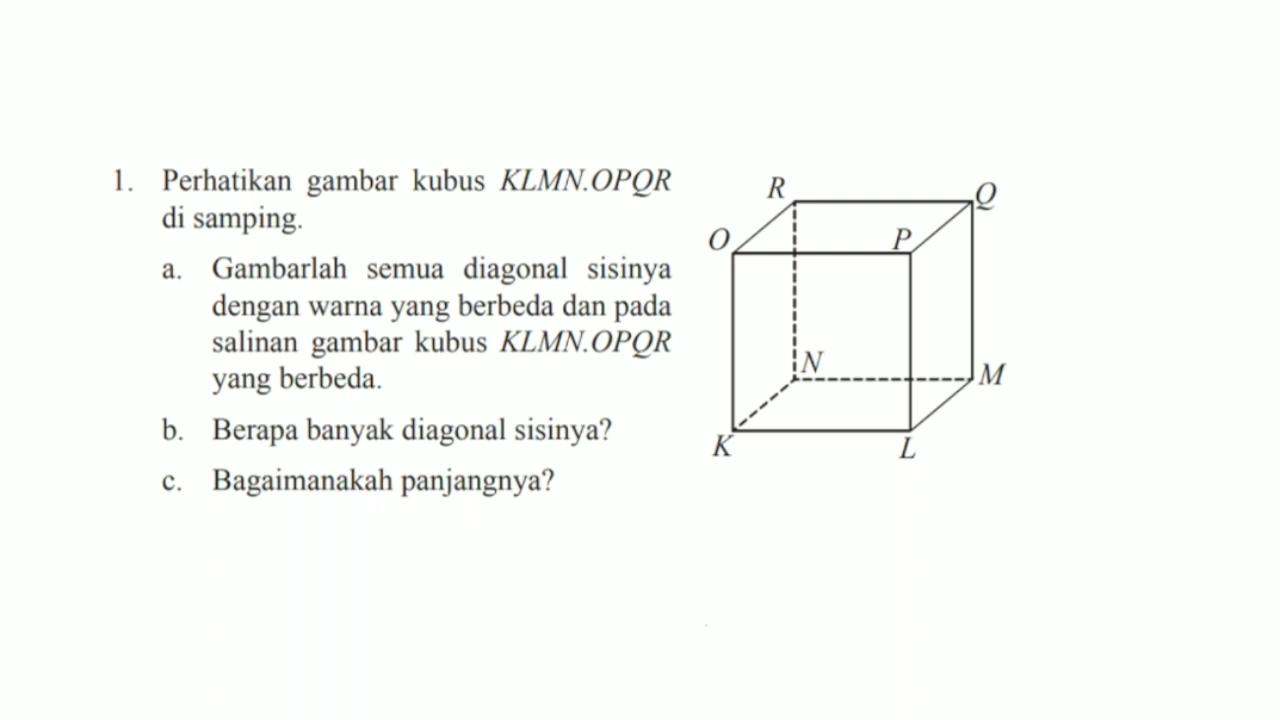 1. Perhatikan gambar kubus KLMN.OPQR
di samping.
a. Gambarlah semua diagonal sisinya
dengan warna yang berbeda dan pada
salinan gambar kubus KLMN.OPQR
yang berbeda.
b. Berapa banyak diagonal sisinya?
c. Bagaimanakah panjangnya?
R
Q
O
P
N
M
K
L